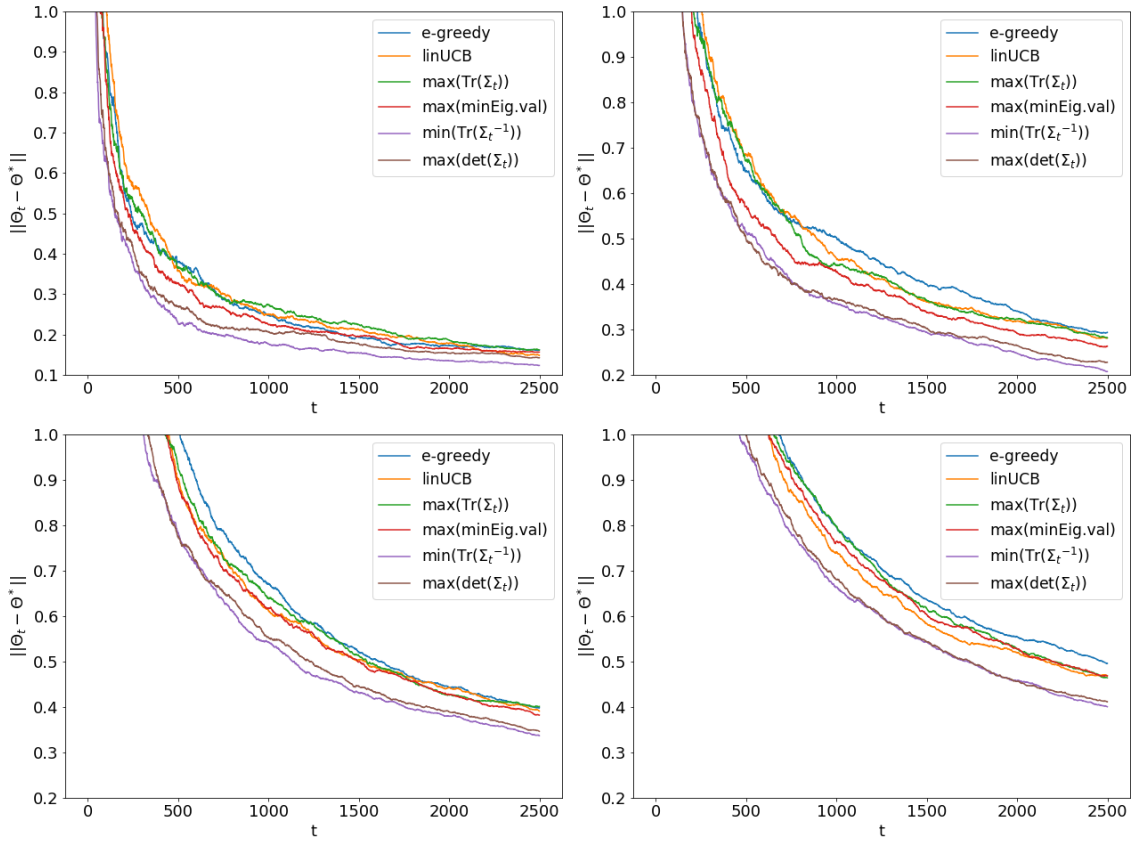 ||Θt − Θ*||
1.0
0.9
0.8
0.7
0.6
0.5
0.4
0.3
0.2
0.1
e-greedy
linUCB
max(Tr(Σt))
max(minEig.val)
min(Tr(Σt⁻¹))
max(det(Σt))
0 500 1000 1500 2000 2500
t
||Θt − Θ*||
1.0
0.9
0.8
0.7
0.6
0.5
0.4
0.3
0.2
e-greedy
linUCB
max(Tr(Σt))
max(minEig.val)
min(Tr(Σt⁻¹))
max(det(Σt))
0 500 1000 1500 2000 2500
t
||Θt − Θ*||
1.0
0.9
0.8
0.7
0.6
0.5
0.4
0.3
0.2
e-greedy
linUCB
max(Tr(Σt))
max(minEig.val)
min(Tr(Σt⁻¹))
max(det(Σt))
0 500 1000 1500 2000 2500
t
||Θt − Θ*||
1.0
0.9
0.8
0.7
0.6
0.5
0.4
0.3
0.2
e-greedy
linUCB
max(Tr(Σt))
max(minEig.val)
min(Tr(Σt⁻¹))
max(det(Σt))
0 500 1000 1500 2000 2500
t